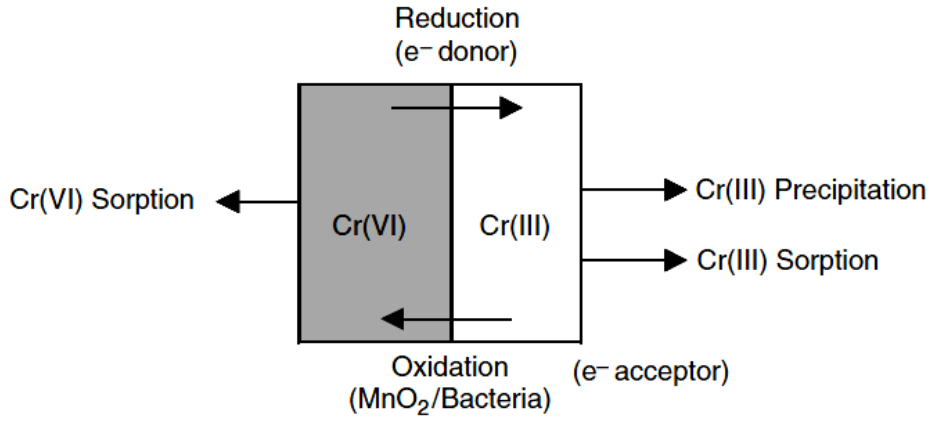 Reduction
(e⁻ donor)
Cr(VI) Sorption
Cr(VI)
Cr(III)
Cr(III) Precipitation
Cr(III) Sorption
Oxidation
(MnO₂/Bacteria)
(e⁻ acceptor)